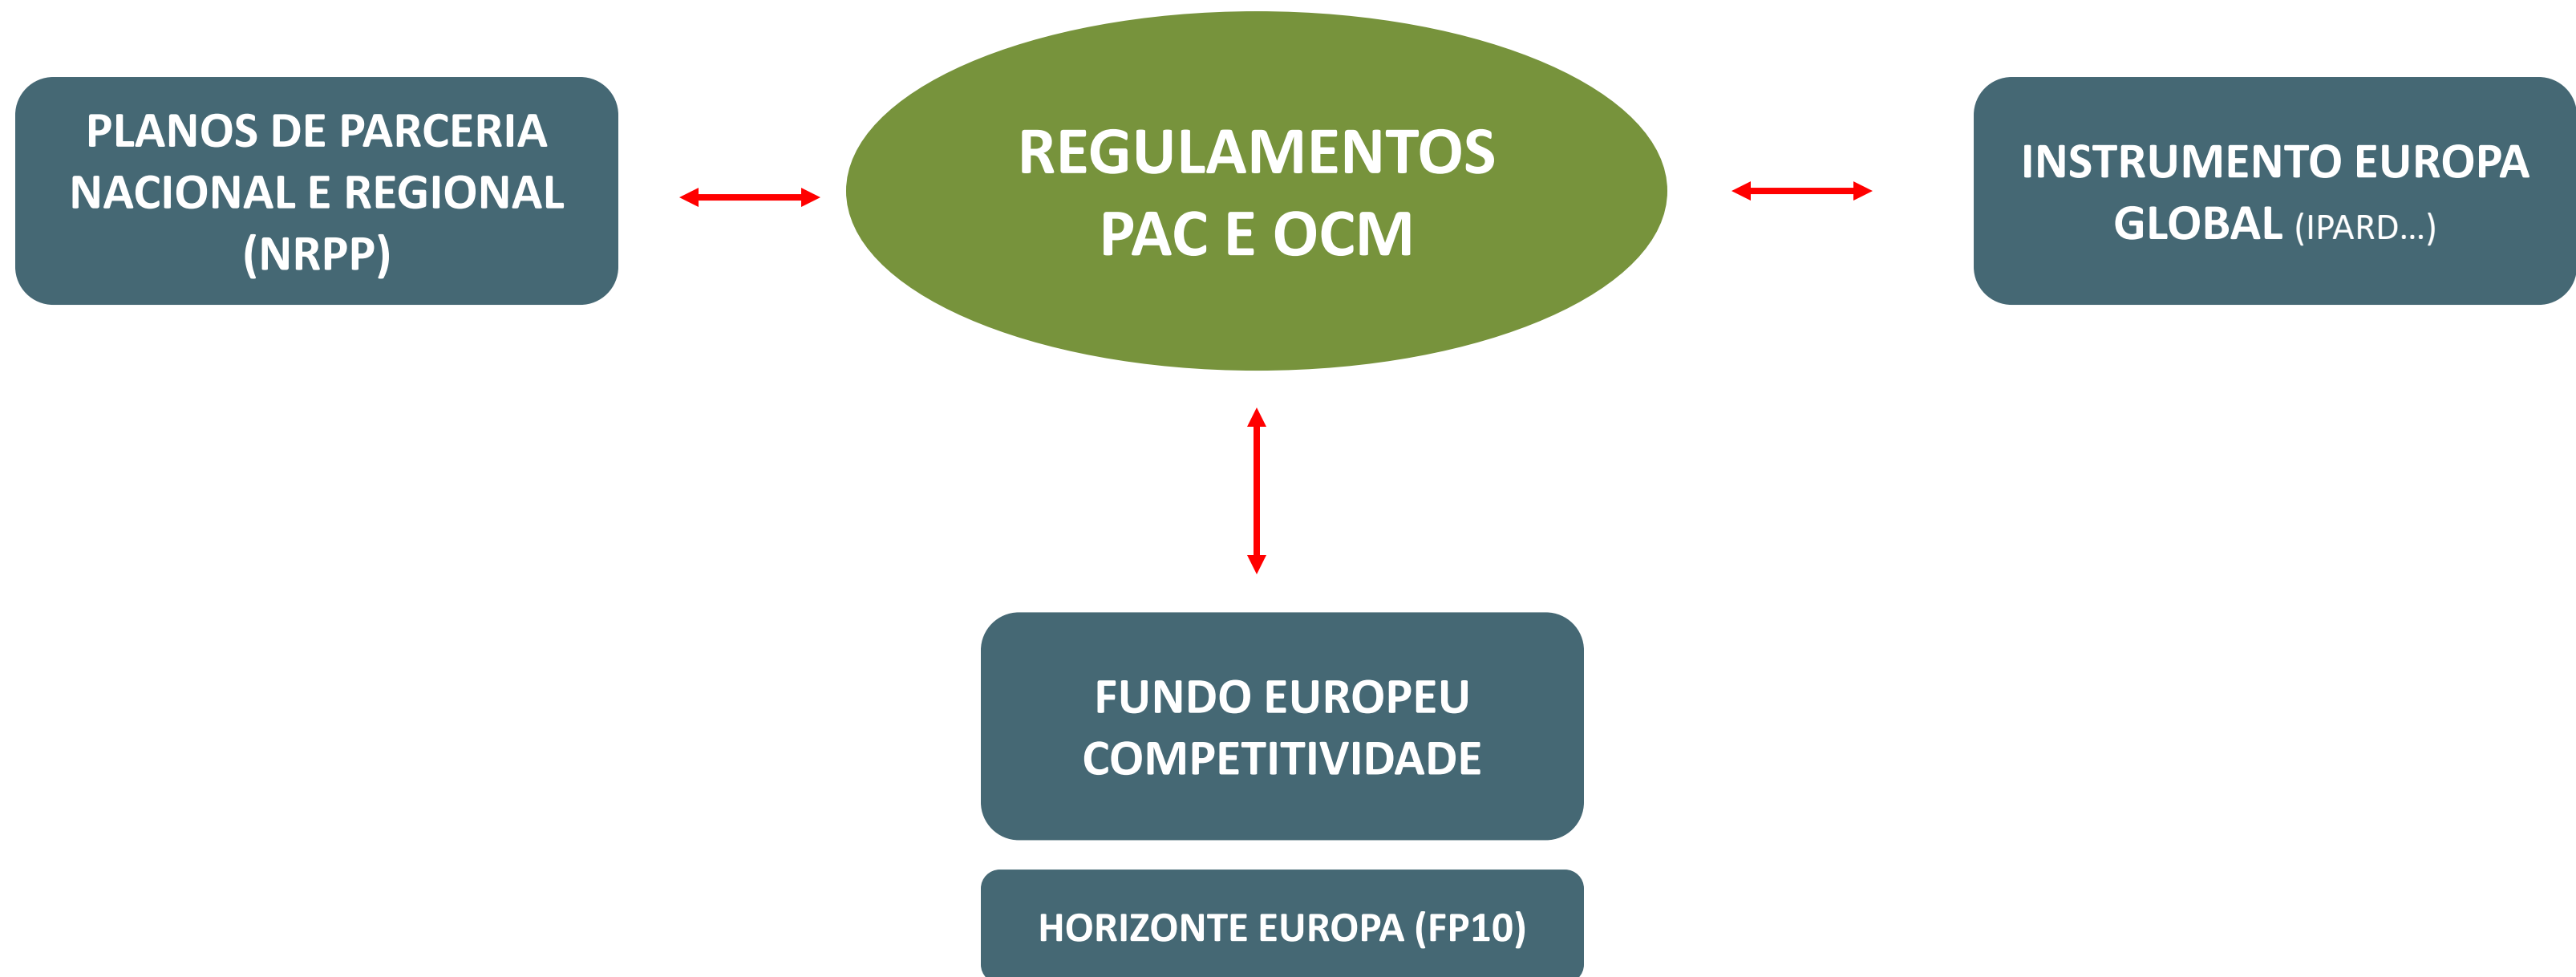 PLANOS DE PARCERIA
NACIONAL E REGIONAL
(NRPP)
REGULAMENTOS
PAC E OCM
INSTRUMENTO EUROPA
GLOBAL (IPARD...)
FUNDO EUROPEU
COMPETITIVIDADE
HORIZONTE EUROPA (FP10)